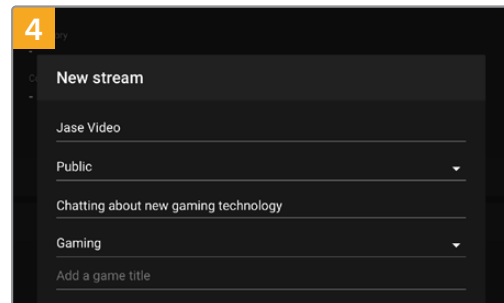 4
New stream
Jase Video
Public
Chatting about new gaming technology
Gaming
Add a game title